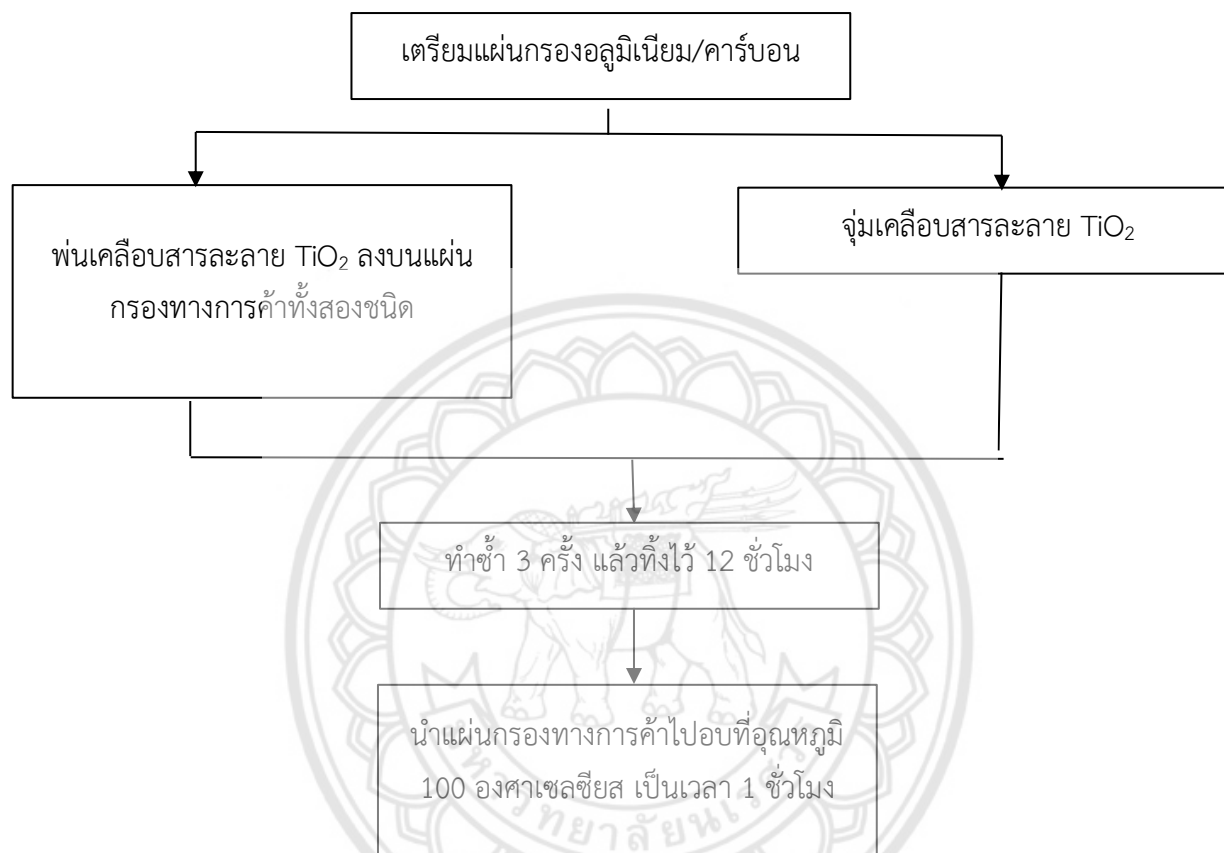 เตรียมแผ่นกรองอลูมิเนียม/คาร์บอน
พ่นเคลือบสารละลาย TiO₂ ลงบนแผ่น
กรองทางการค้าทั้งสองชนิด
จุ่มเคลือบสารละลาย TiO₂
ทำซ้ำ 3 ครั้ง แล้วทิ้งไว้ 12 ชั่วโมง
นำแผ่นกรองทางการค้าไปอบที่อุณหภูมิ
100 องศาเซลซียส เป็นเวลา 1 ชั่วโมง